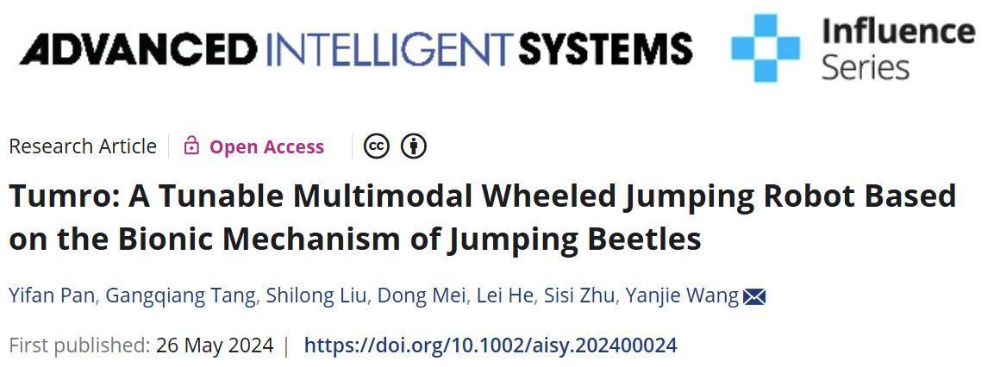 ADVANCED INTELLIGENT SYSTEMS
Influence
Series
Research Article Open Access cc
Tumro: A Tunable Multimodal Wheeled Jumping Robot Based
on the Bionic Mechanism of Jumping Beetles
Yifan Pan, Gangqiang Tang, Shilong Liu, Dong Mei, Lei He, Sisi Zhu, Yanjie Wang
First published: 26 May 2024 | https://doi.org/10.1002/aisy.202400024